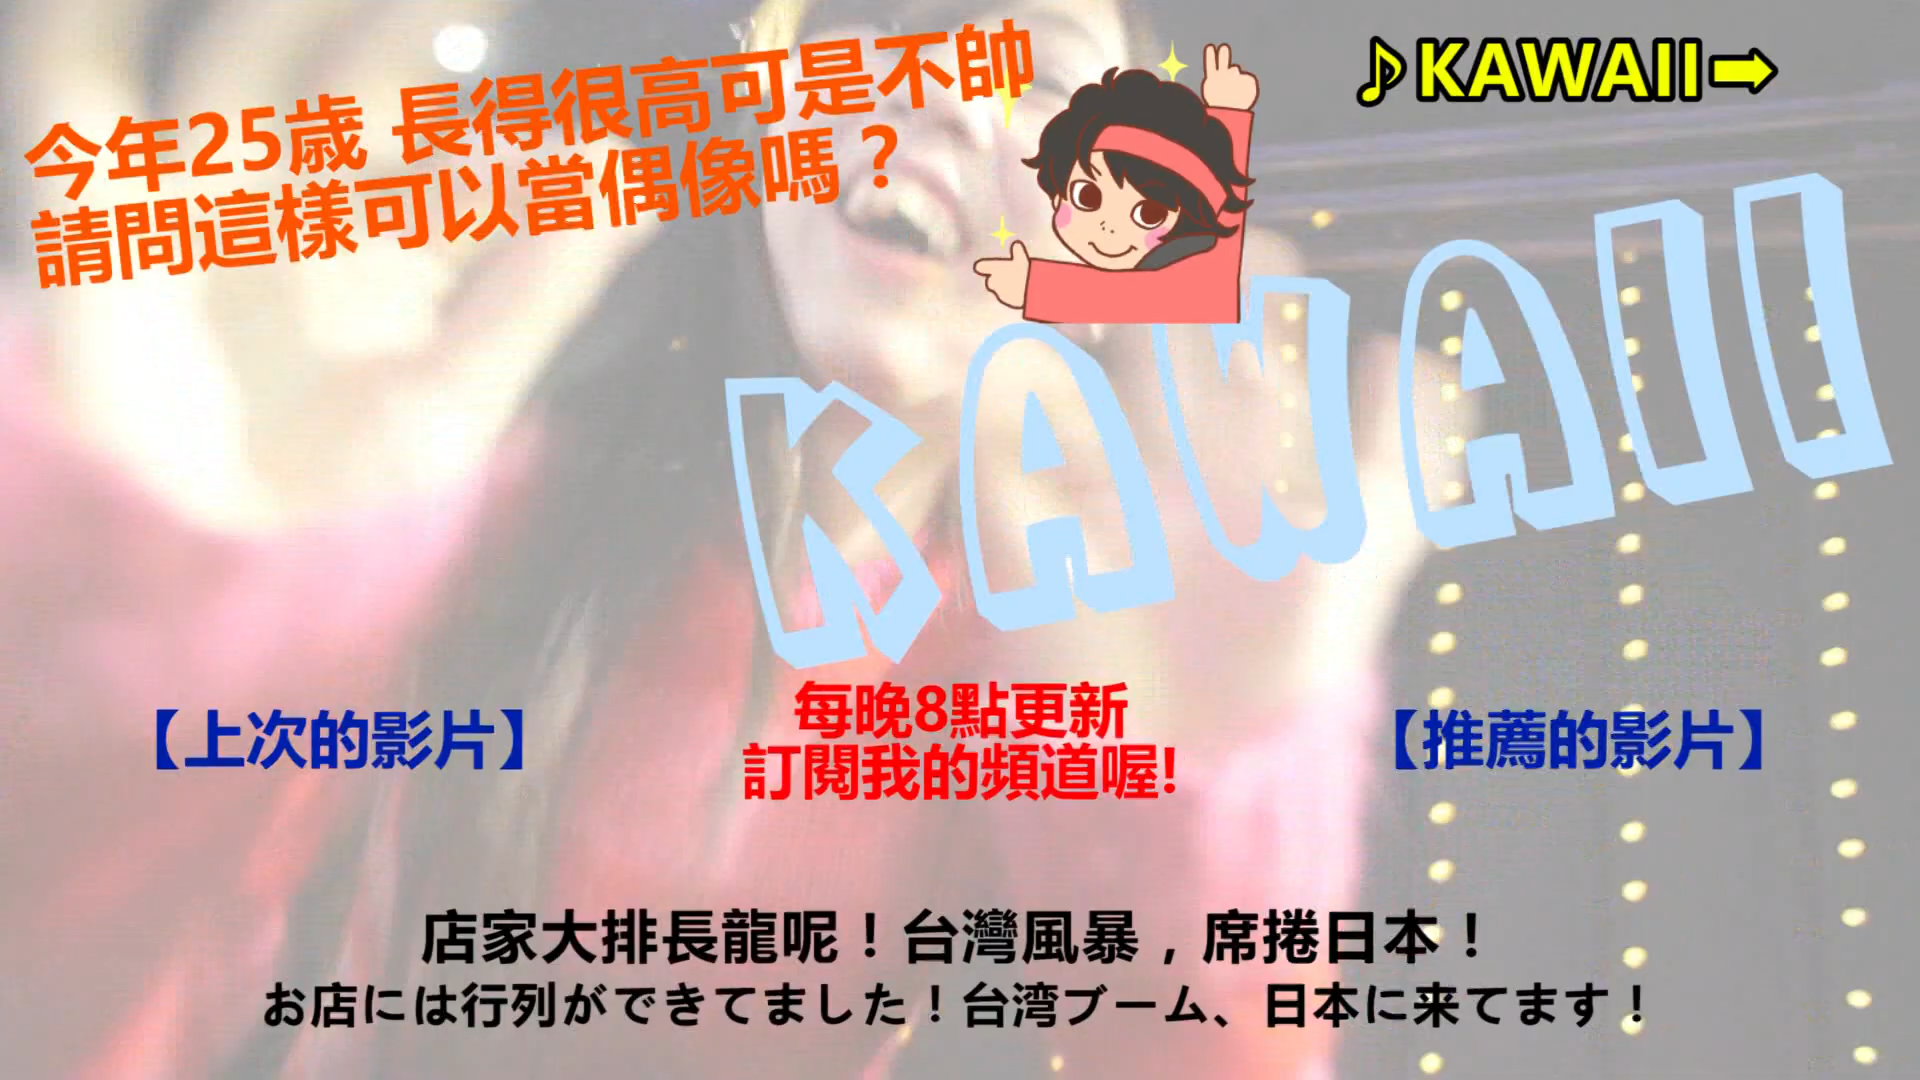 今年25歳 長得很高可是不帥
請問這樣可以當偶像嗎？
♪KAWAII➡
KAWAII
【上次的影片】
每晚8點更新
訂閱我的頻道喔!
【推薦的影片】
店家大排長龍呢！台灣風暴，席捲日本！
お店には行列ができてました！台湾ブーム、日本に来てます！